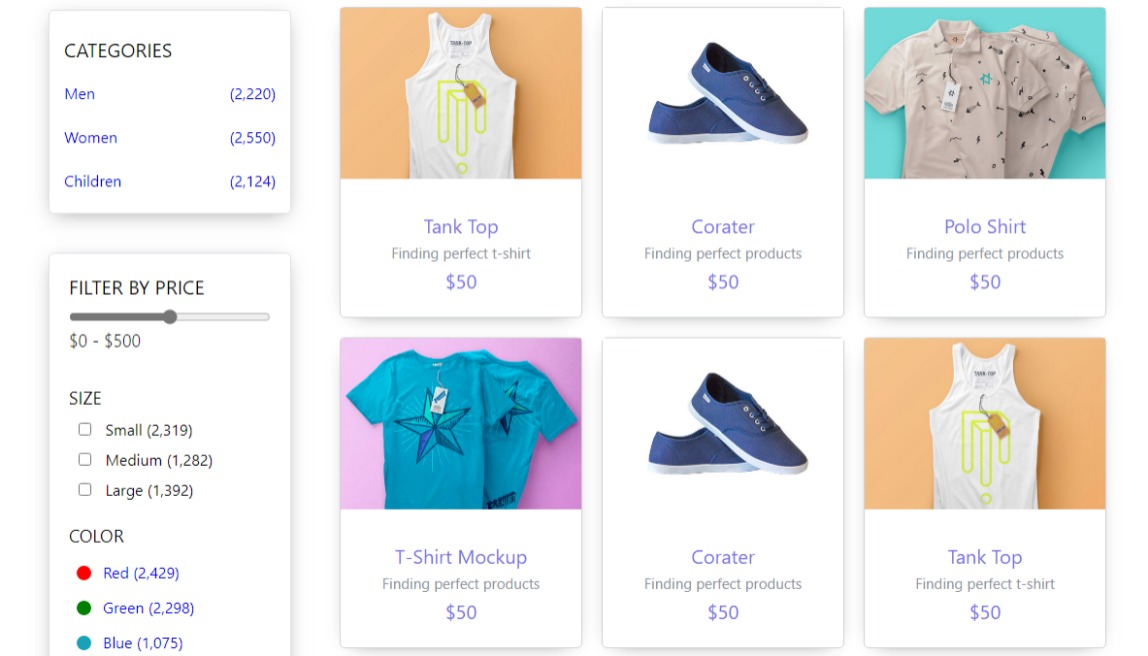 CATEGORIES
Men (2,220)
Women (2,550)
Children (2,124)
FILTER BY PRICE
$0 - $500
SIZE
Small (2,319)
Medium (1,282)
Large (1,392)
COLOR
Red (2,429)
Green (2,298)
Blue (1,075)
TANK-TOP
Tank Top
Finding perfect t-shirt
$50
Corater
Finding perfect products
$50
Polo Shirt
Finding perfect products
$50
T-Shirt Mockup
Finding perfect products
$50
Corater
Finding perfect products
$50
TANK-TOP
Tank Top
Finding perfect t-shirt
$50